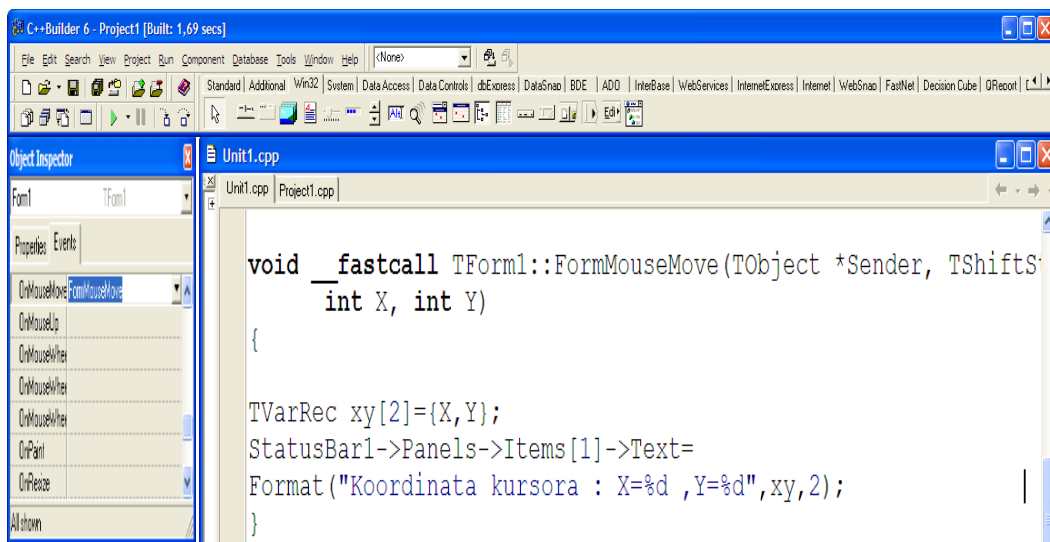 C++Builder 6 - Project1 [Built: 1,69 secs]
File Edit Search View Project Run Component Database Tools Window Help <None>
Standard Additional Win32 System Data Access Data Controls dbExpress DataSnap BDE ADO InterBase WebServices InternetExpress Internet WebSnap FastNet Decision Cube QReport
Edit
Object Inspector
Form1 TForm1
Properties Events
OnMouseMove FormMouseMove
OnMouseUp
OnMouseWhe
OnMouseWhe
OnMouseWhe
OnPaint
OnResize
All shown
Unit1.cpp
Unit1.cpp Project1.cpp
void __fastcall TForm1::FormMouseMove(TObject *Sender, TShiftSt
int X, int Y)
{
TVarRec xy[2]={X,Y};
StatusBar1->Panels->Items[1]->Text=
Format("Koordinata kursora : X=%d ,Y=%d",xy,2);
}